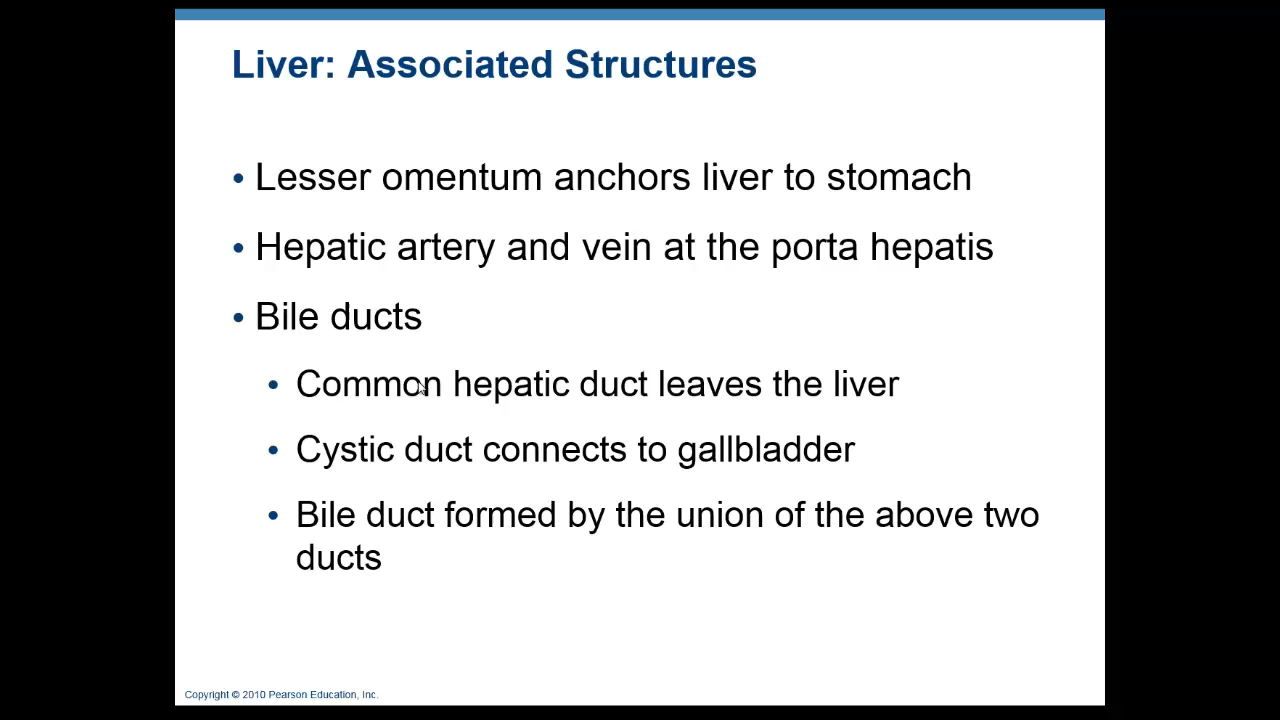 Liver: Associated Structures
• Lesser omentum anchors liver to stomach
• Hepatic artery and vein at the porta hepatis
• Bile ducts
• Common hepatic duct leaves the liver
• Cystic duct connects to gallbladder
• Bile duct formed by the union of the above two
ducts
Copyright © 2010 Pearson Education, Inc.